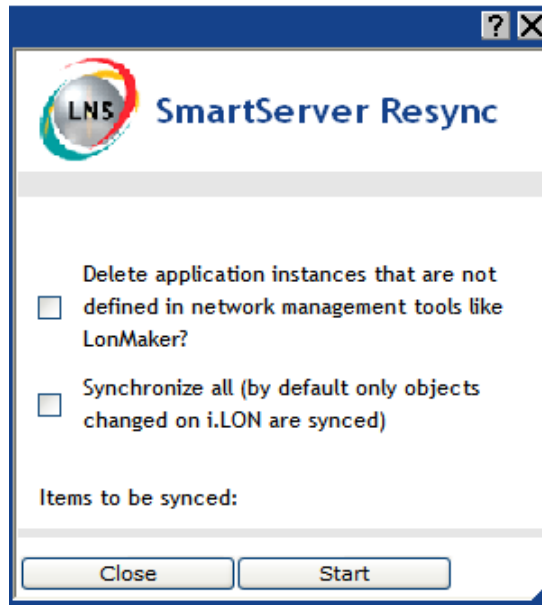 ?
LNS
SmartServer Resync
Delete application instances that are not
defined in network management tools like
LonMaker?
Synchronize all (by default only objects
changed on i.LON are synced)
Items to be synced:
Close
Start